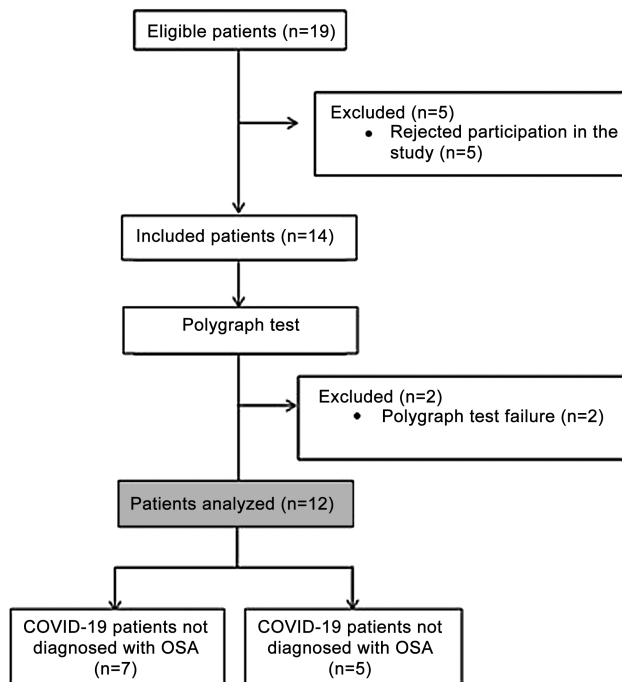 Eligible patients (n=19)
Excluded (n=5)
• Rejected participation in the
study (n=5)
Included patients (n=14)
Polygraph test
Excluded (n=2)
• Polygraph test failure (n=2)
Patients analyzed (n=12)
COVID-19 patients not
diagnosed with OSA
(n=7)
COVID-19 patients not
diagnosed with OSA
(n=5)